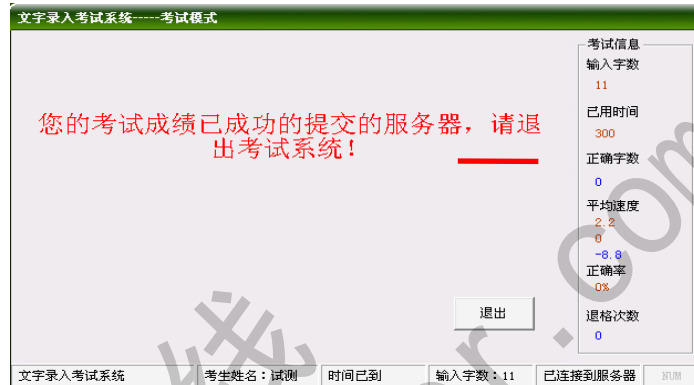 文字录入考试系统-----考试模式
您的考试成绩已成功的提交的服务器，请退
出考试系统！
考试信息
输入字数
11
已用时间
300
正确字数
0
平均速度
2.2
0
-8.8
正确率
0%
退格次数
0
退出
文字录入考试系统 考生姓名：试测 时间已到 输入字数：11 已连接到服务器 NUM